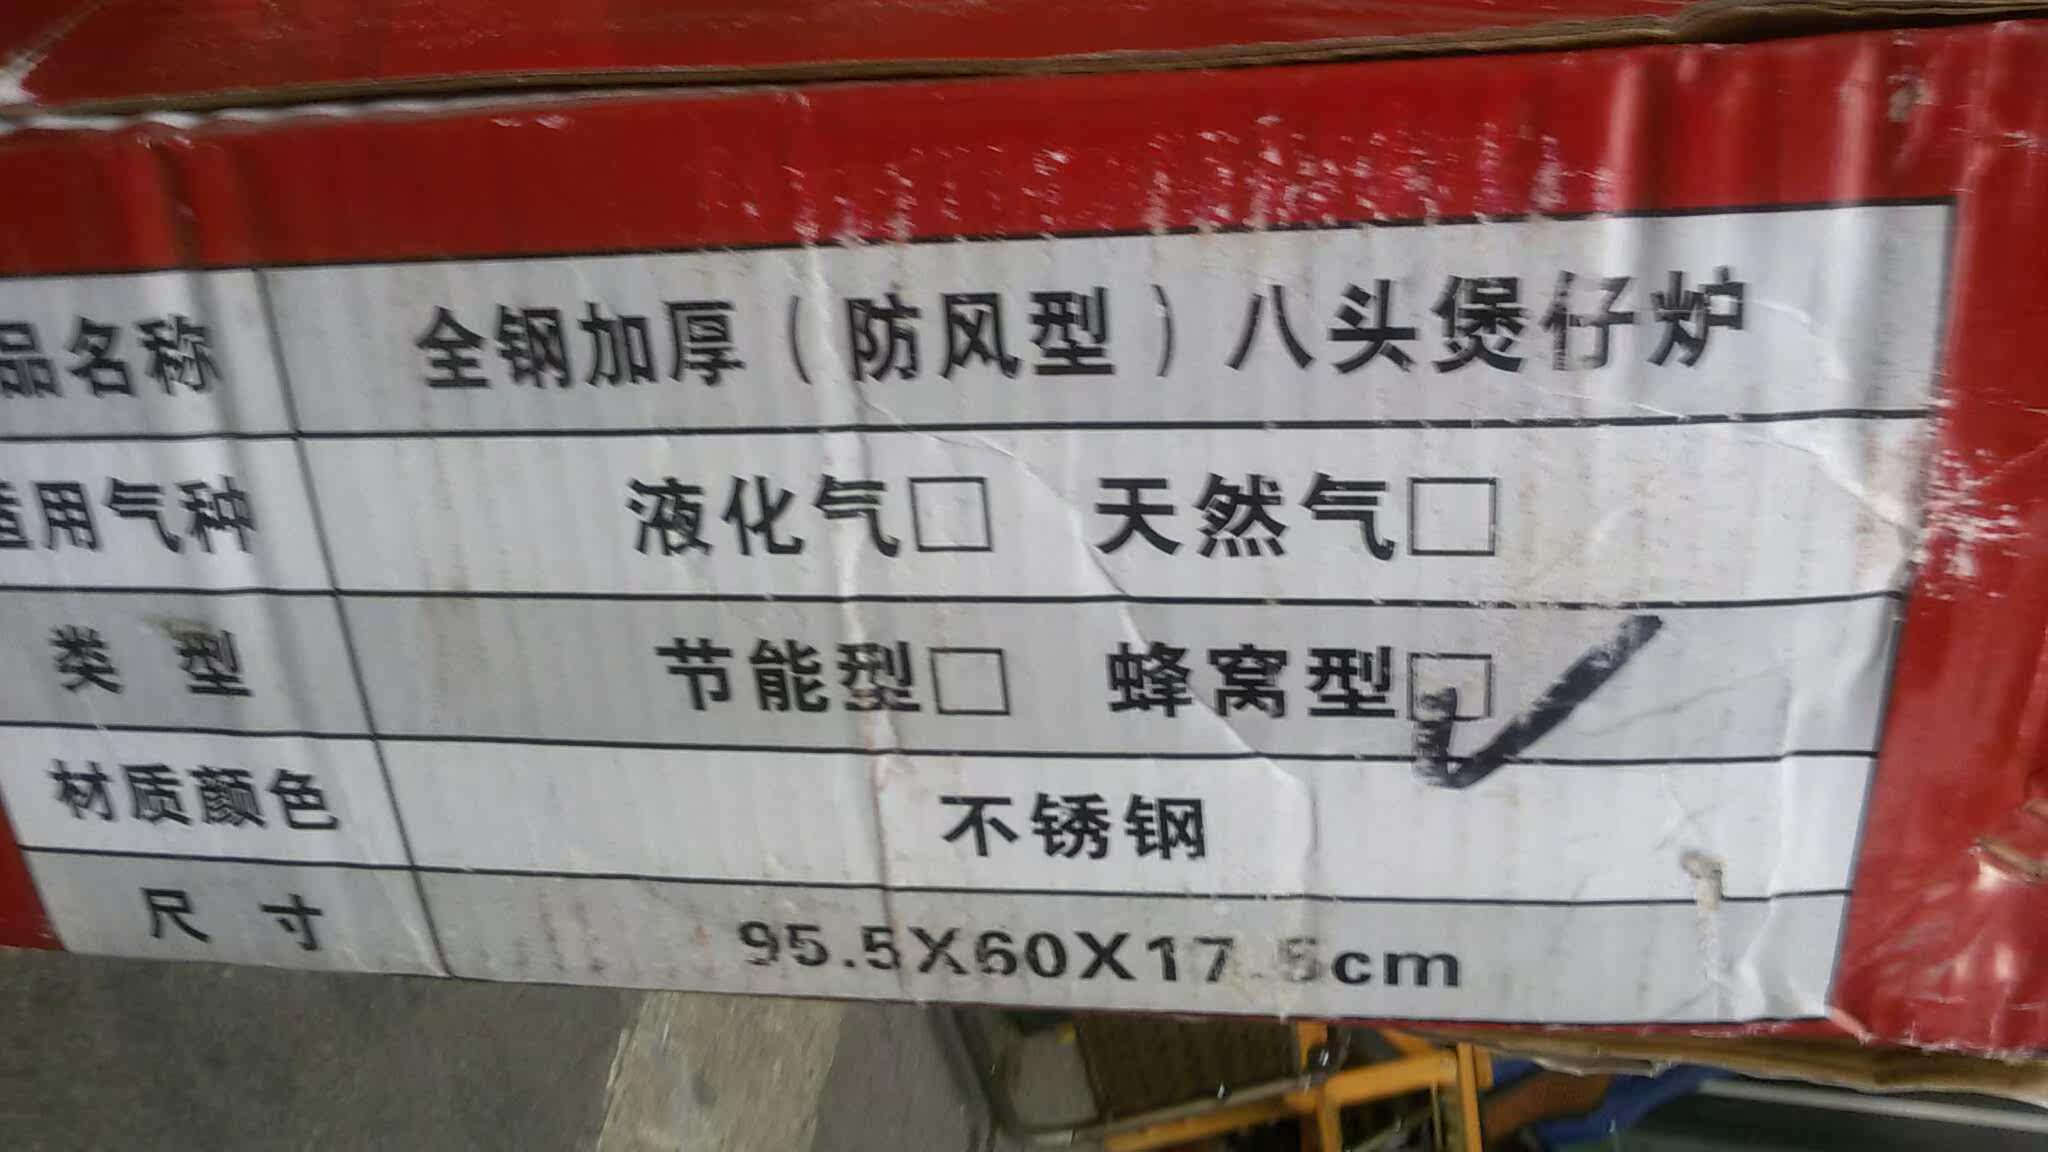 品名称 全钢加厚（防风型）八头煲仔炉
适用气种 液化气□ 天然气□
类 型 节能型□ 蜂窝型☑
材质颜色 不锈钢
尺 寸 95.5X60X17.5cm